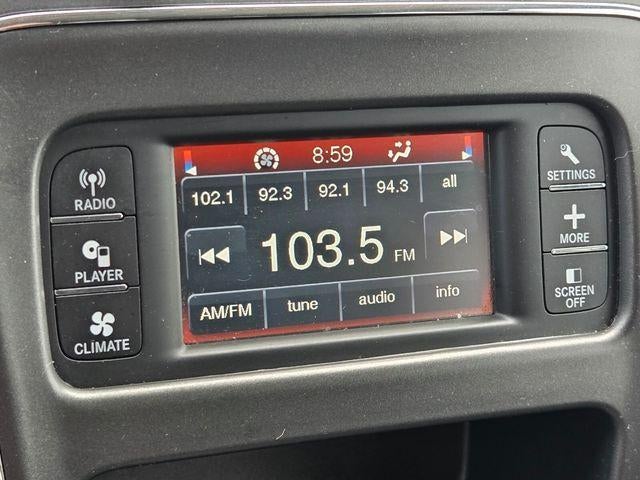 8:59
102.1 92.3 92.1 94.3 all
103.5 FM
AM/FM tune audio info
RADIO
PLAYER
CLIMATE
SETTINGS
MORE
SCREEN
OFF